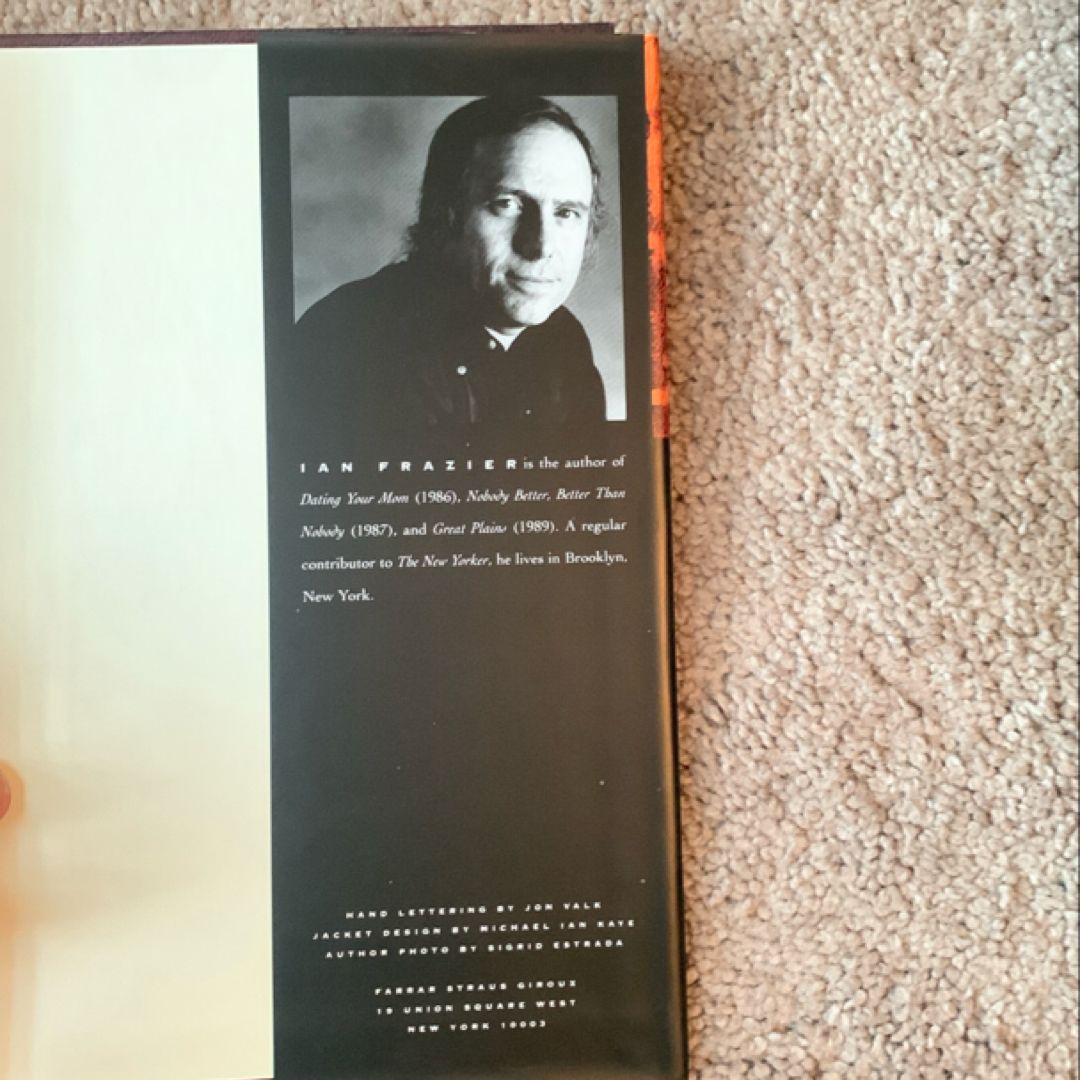 IAN FRAZIER is the author of
Dating Your Mom (1986), Nobody Better, Better Than
Nobody (1987), and Great Plains (1989). A regular
contributor to The New Yorker, he lives in Brooklyn,
New York.
HAND LETTERING BY JON VALK
JACKET DESIGN BY MICHAEL IAN KAYE
AUTHOR PHOTO BY SIGRID ESTRADA
FARRAR STRAUS GIROUX
19 UNION SQUARE WEST
NEW YORK 10003